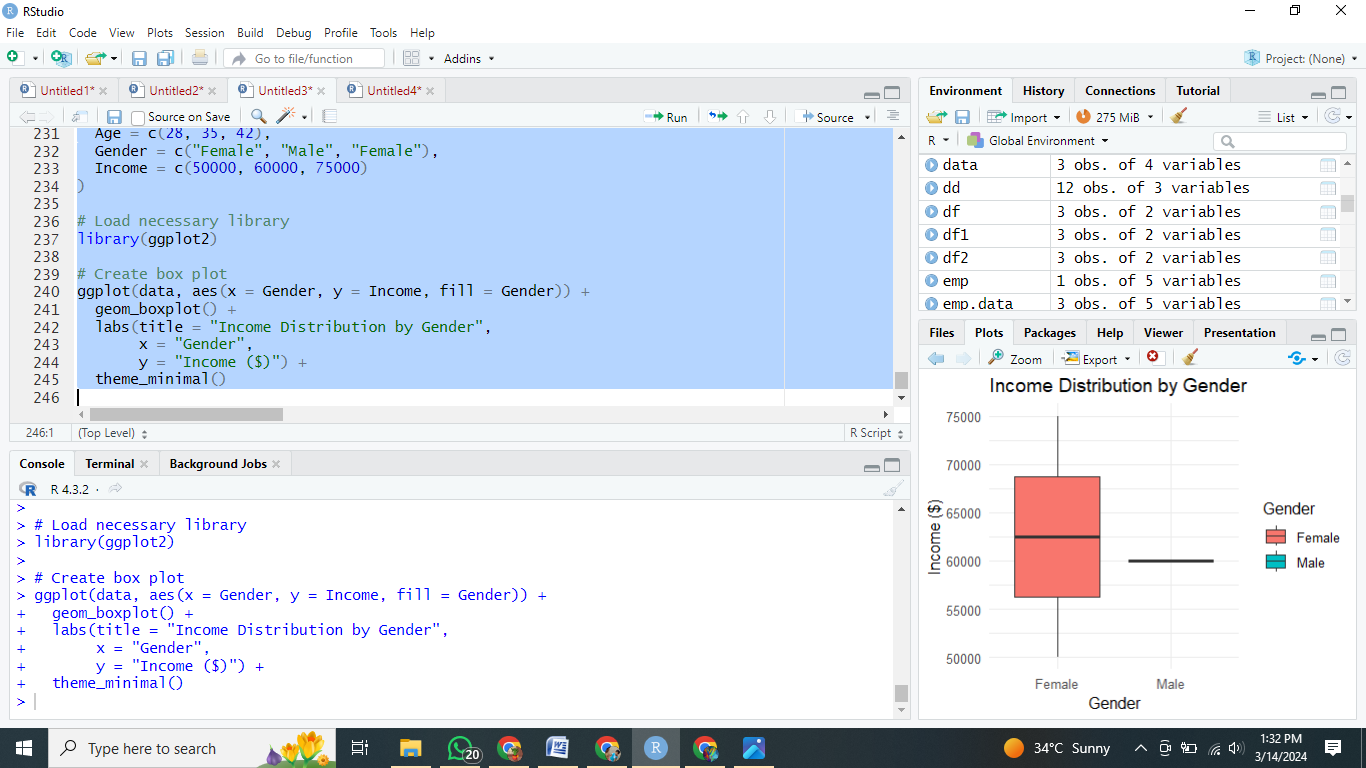 RStudio
File Edit Code View Plots Session Build Debug Profile Tools Help
Go to file/function Addins Project: (None)
Untitled1* Untitled2* Untitled3* Untitled4*
Source on Save Run Source
231 Age = c(28, 35, 42),
232 Gender = c("Female", "Male", "Female"),
233 Income = c(50000, 60000, 75000)
234 )
235
236 # Load necessary library
237 library(ggplot2)
238
239 # Create box plot
240 ggplot(data, aes(x = Gender, y = Income, fill = Gender)) +
241 geom_boxplot() +
242 labs(title = "Income Distribution by Gender",
243 x = "Gender",
244 y = "Income ($)") +
245 theme_minimal()
246
246:1 (Top Level) R Script
Console Terminal Background Jobs
R 4.3.2 ·
>
> # Load necessary library
> library(ggplot2)
>
> # Create box plot
> ggplot(data, aes(x = Gender, y = Income, fill = Gender)) +
+ geom_boxplot() +
+ labs(title = "Income Distribution by Gender",
+ x = "Gender",
+ y = "Income ($)") +
+ theme_minimal()
>
Environment History Connections Tutorial
Import 275 MiB List
R Global Environment
data 3 obs. of 4 variables
dd 12 obs. of 3 variables
df 3 obs. of 2 variables
df1 3 obs. of 2 variables
df2 3 obs. of 2 variables
emp 1 obs. of 5 variables
emp.data 3 obs. of 5 variables
Files Plots Packages Help Viewer Presentation
Zoom Export
Income Distribution by Gender
75000
70000
65000
60000
55000
50000
Income ($)
Female Male
Gender
Gender
Female
Male
Type here to search
20
34°C Sunny
1:32 PM
3/14/2024